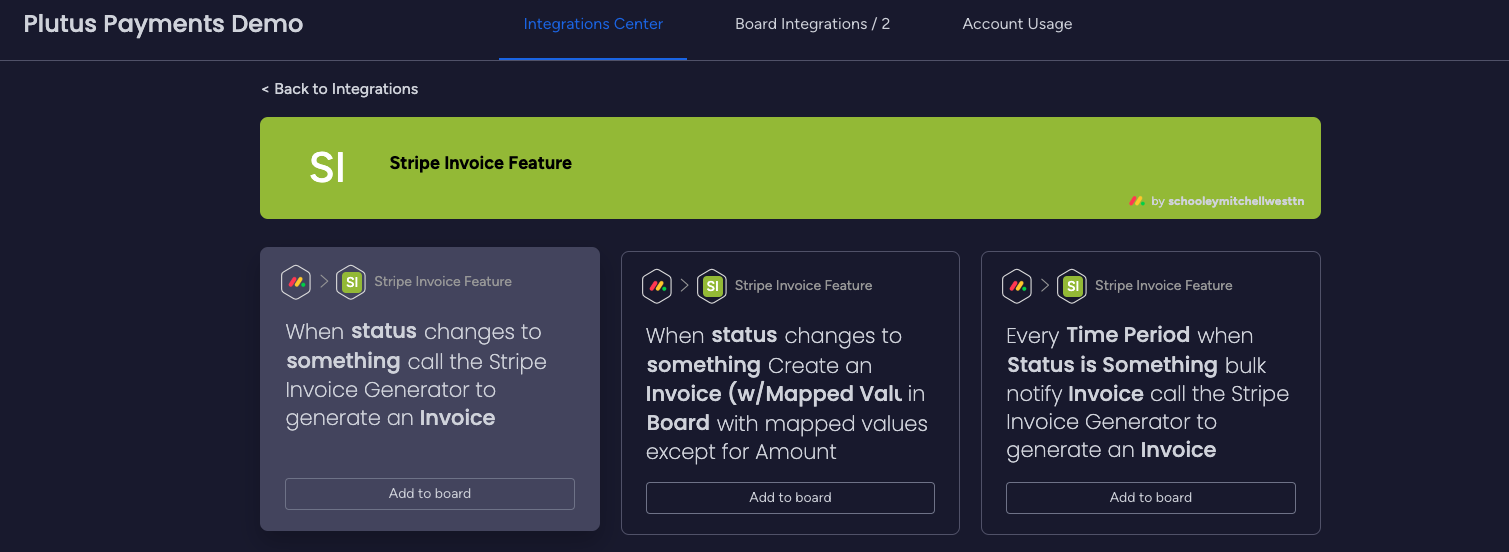 Plutus Payments Demo
Integrations Center
Board Integrations / 2
Account Usage
< Back to Integrations
SI
Stripe Invoice Feature
by schooleymitchellwesttn
SI Stripe Invoice Feature
When status changes to
something call the Stripe
Invoice Generator to
generate an Invoice
Add to board
SI Stripe Invoice Feature
When status changes to
something Create an
Invoice (w/Mapped Valu in
Board with mapped values
except for Amount
Add to board
SI Stripe Invoice Feature
Every Time Period when
Status is Something bulk
notify Invoice call the Stripe
Invoice Generator to
generate an Invoice
Add to board